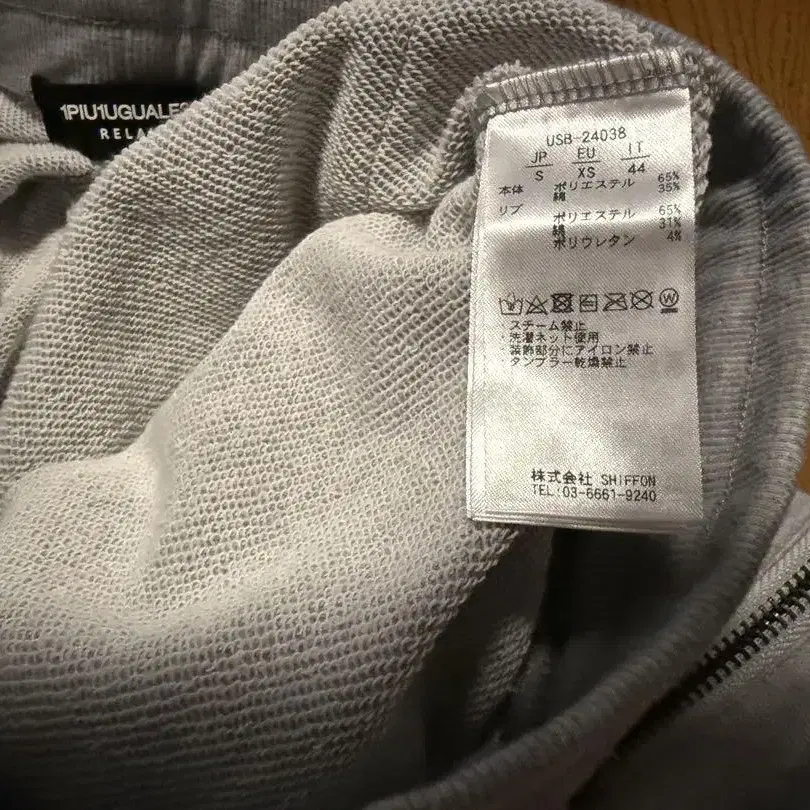 1PIU1UGUALE
RELA
USB-24038
JP EU IT
S XS 44
本体 ポリエステル 65%
綿 35%
リブ ポリエステル 65%
綿 31%
ポリウレタン 4%
W
・スチーム禁止
・洗濯ネット使用
・装飾部分にアイロン禁止
・タンブラー乾燥禁止
株式会社 SHIFFON
TEL:03-6661-9240